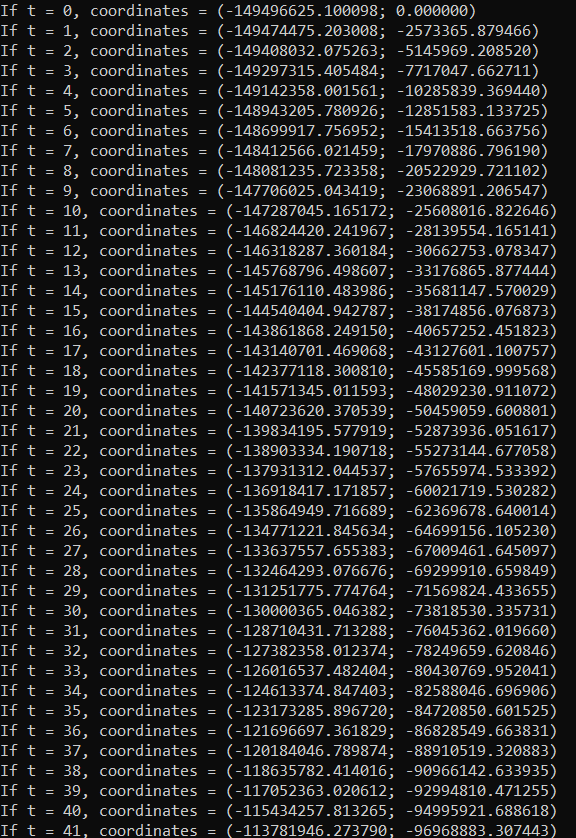 If t = 0, coordinates = (-149496625.100098; 0.000000)
If t = 1, coordinates = (-149474475.203008; -2573365.879466)
If t = 2, coordinates = (-149408032.075263; -5145969.208520)
If t = 3, coordinates = (-149297315.405484; -7717047.662711)
If t = 4, coordinates = (-149142358.001561; -10285839.369440)
If t = 5, coordinates = (-148943205.780926; -12851583.133725)
If t = 6, coordinates = (-148699917.756952; -15413518.663756)
If t = 7, coordinates = (-148412566.021459; -17970886.796190)
If t = 8, coordinates = (-148081235.723358; -20522929.721102)
If t = 9, coordinates = (-147706025.043419; -23068891.206547)
If t = 10, coordinates = (-147287045.165172; -25608016.822646)
If t = 11, coordinates = (-146824420.241967; -28139554.165141)
If t = 12, coordinates = (-146318287.360184; -30662753.078347)
If t = 13, coordinates = (-145768796.498607; -33176865.877444)
If t = 14, coordinates = (-145176110.483986; -35681147.570029)
If t = 15, coordinates = (-144540404.942787; -38174856.076873)
If t = 16, coordinates = (-143861868.249150; -40657252.451823)
If t = 17, coordinates = (-143140701.469068; -43127601.100757)
If t = 18, coordinates = (-142377118.300810; -45585169.999568)
If t = 19, coordinates = (-141571345.011593; -48029230.911072)
If t = 20, coordinates = (-140723620.370539; -50459059.600801)
If t = 21, coordinates = (-139834195.577919; -52873936.051617)
If t = 22, coordinates = (-138903334.190718; -55273144.677058)
If t = 23, coordinates = (-137931312.044537; -57655974.533392)
If t = 24, coordinates = (-136918417.171857; -60021719.530282)
If t = 25, coordinates = (-135864949.716689; -62369678.640014)
If t = 26, coordinates = (-134771221.845634; -64699156.105230)
If t = 27, coordinates = (-133637557.655383; -67009461.645097)
If t = 28, coordinates = (-132464293.076676; -69299910.659849)
If t = 29, coordinates = (-131251775.774764; -71569824.433655)
If t = 30, coordinates = (-130000365.046382; -73818530.335731)
If t = 31, coordinates = (-128710431.713288; -76045362.019660)
If t = 32, coordinates = (-127382358.012374; -78249659.620846)
If t = 33, coordinates = (-126016537.482404; -80430769.952041)
If t = 34, coordinates = (-124613374.847403; -82588046.696906)
If t = 35, coordinates = (-123173285.896720; -84720850.601525)
If t = 36, coordinates = (-121696697.361829; -86828549.663831)
If t = 37, coordinates = (-120184046.789874; -88910519.320883)
If t = 38, coordinates = (-118635782.414016; -90966142.633935)
If t = 39, coordinates = (-117052363.020612; -92994810.471255)
If t = 40, coordinates = (-115434257.813265; -94995921.688618)
If t = 41, coordinates = (-113781946.273790; -96968883.307443)